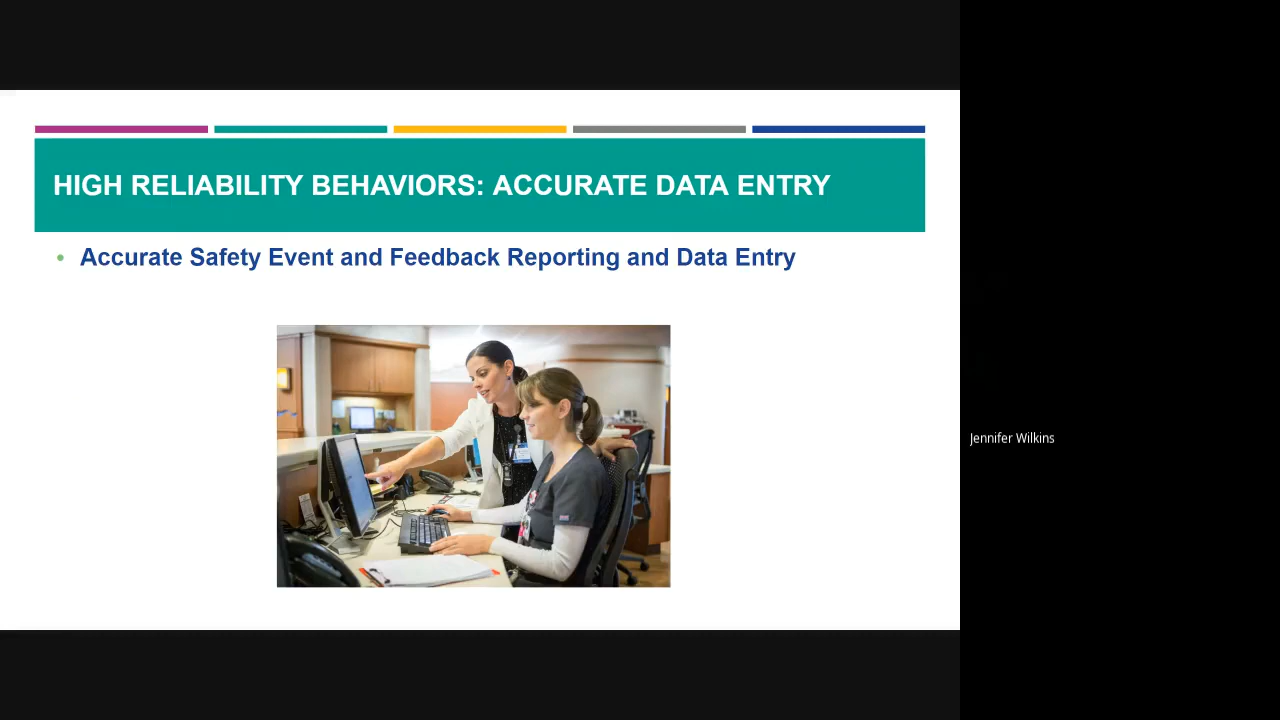 HIGH RELIABILITY BEHAVIORS: ACCURATE DATA ENTRY
• Accurate Safety Event and Feedback Reporting and Data Entry
Jennifer Wilkins